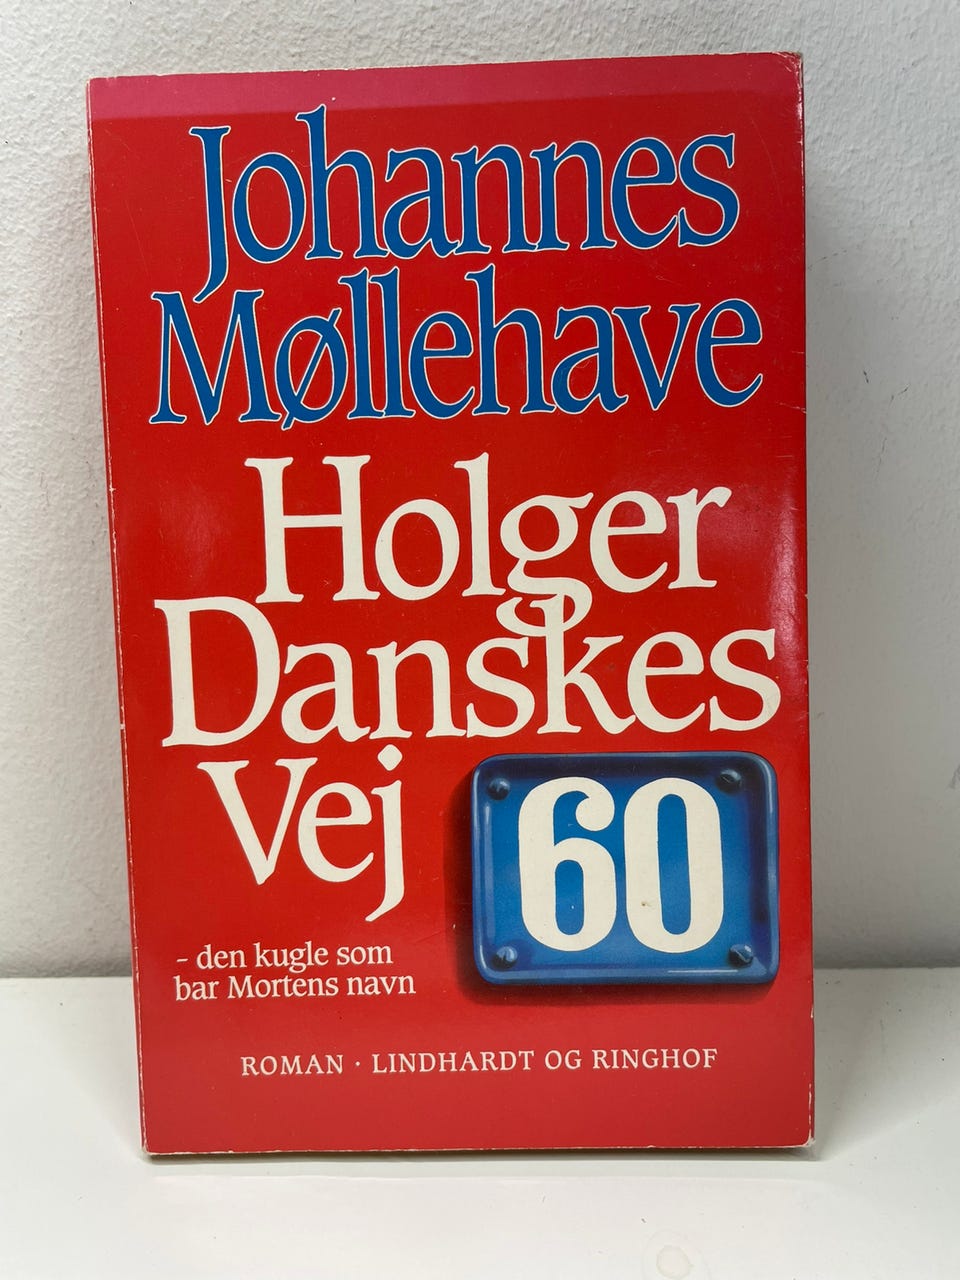 Johannes
Møllehave
Holger
Danskes
Vej
60
- den kugle som
bar Mortens navn
ROMAN · LINDHARDT OG RINGHOF